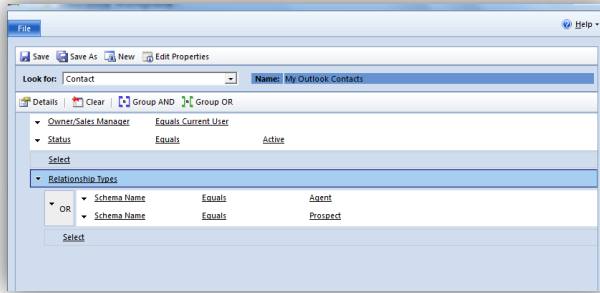 File
Help
Save Save As New Edit Properties
Look for: Contact Name: My Outlook Contacts
Details Clear Group AND Group OR
Owner/Sales Manager Equals Current User
Status Equals Active
Select
Relationship Types
OR
Schema Name Equals Agent
Schema Name Equals Prospect
Select